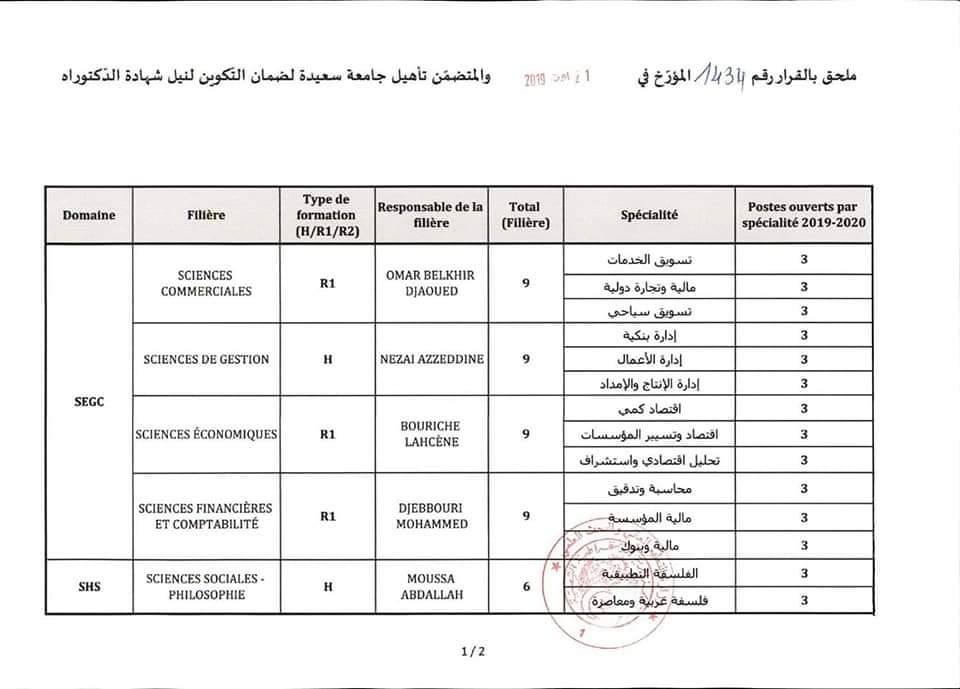 ملحق بالقرار رقم 1434 المؤرّخ في 2019 والمتضمّن تأهيل جامعة سعيدة لضمان التّكوين لنيل شهادة الدّكتوراه
Domaine Filière Type de formation (H/R1/R2) Responsable de la filière Total (Filière) Spécialité Postes ouverts par spécialité 2019-2020
SEGC
SCIENCES COMMERCIALES R1 OMAR BELKHIR DJAOUED 9
تسويق الخدمات 3
مالية وتجارة دولية 3
تسويق سياحي 3
SCIENCES DE GESTION H NEZAI AZZEDDINE 9
إدارة بنكية 3
إدارة الأعمال 3
إدارة الإنتاج والإمداد 3
SCIENCES ÉCONOMIQUES R1 BOURICHE LAHCÈNE 9
اقتصاد كمي 3
اقتصاد وتسيير المؤسسات 3
تحليل اقتصادي واستشراف 3
SCIENCES FINANCIÈRES ET COMPTABILITÉ R1 DJEBBOURI MOHAMMED 9
محاسبة وتدقيق 3
مالية المؤسسة 3
مالية وبنوك 3
SHS
SCIENCES SOCIALES - PHILOSOPHIE H MOUSSA ABDALLAH 6
الفلسفة التطبيقية 3
فلسفة غربية ومعاصرة 3
1
1/2